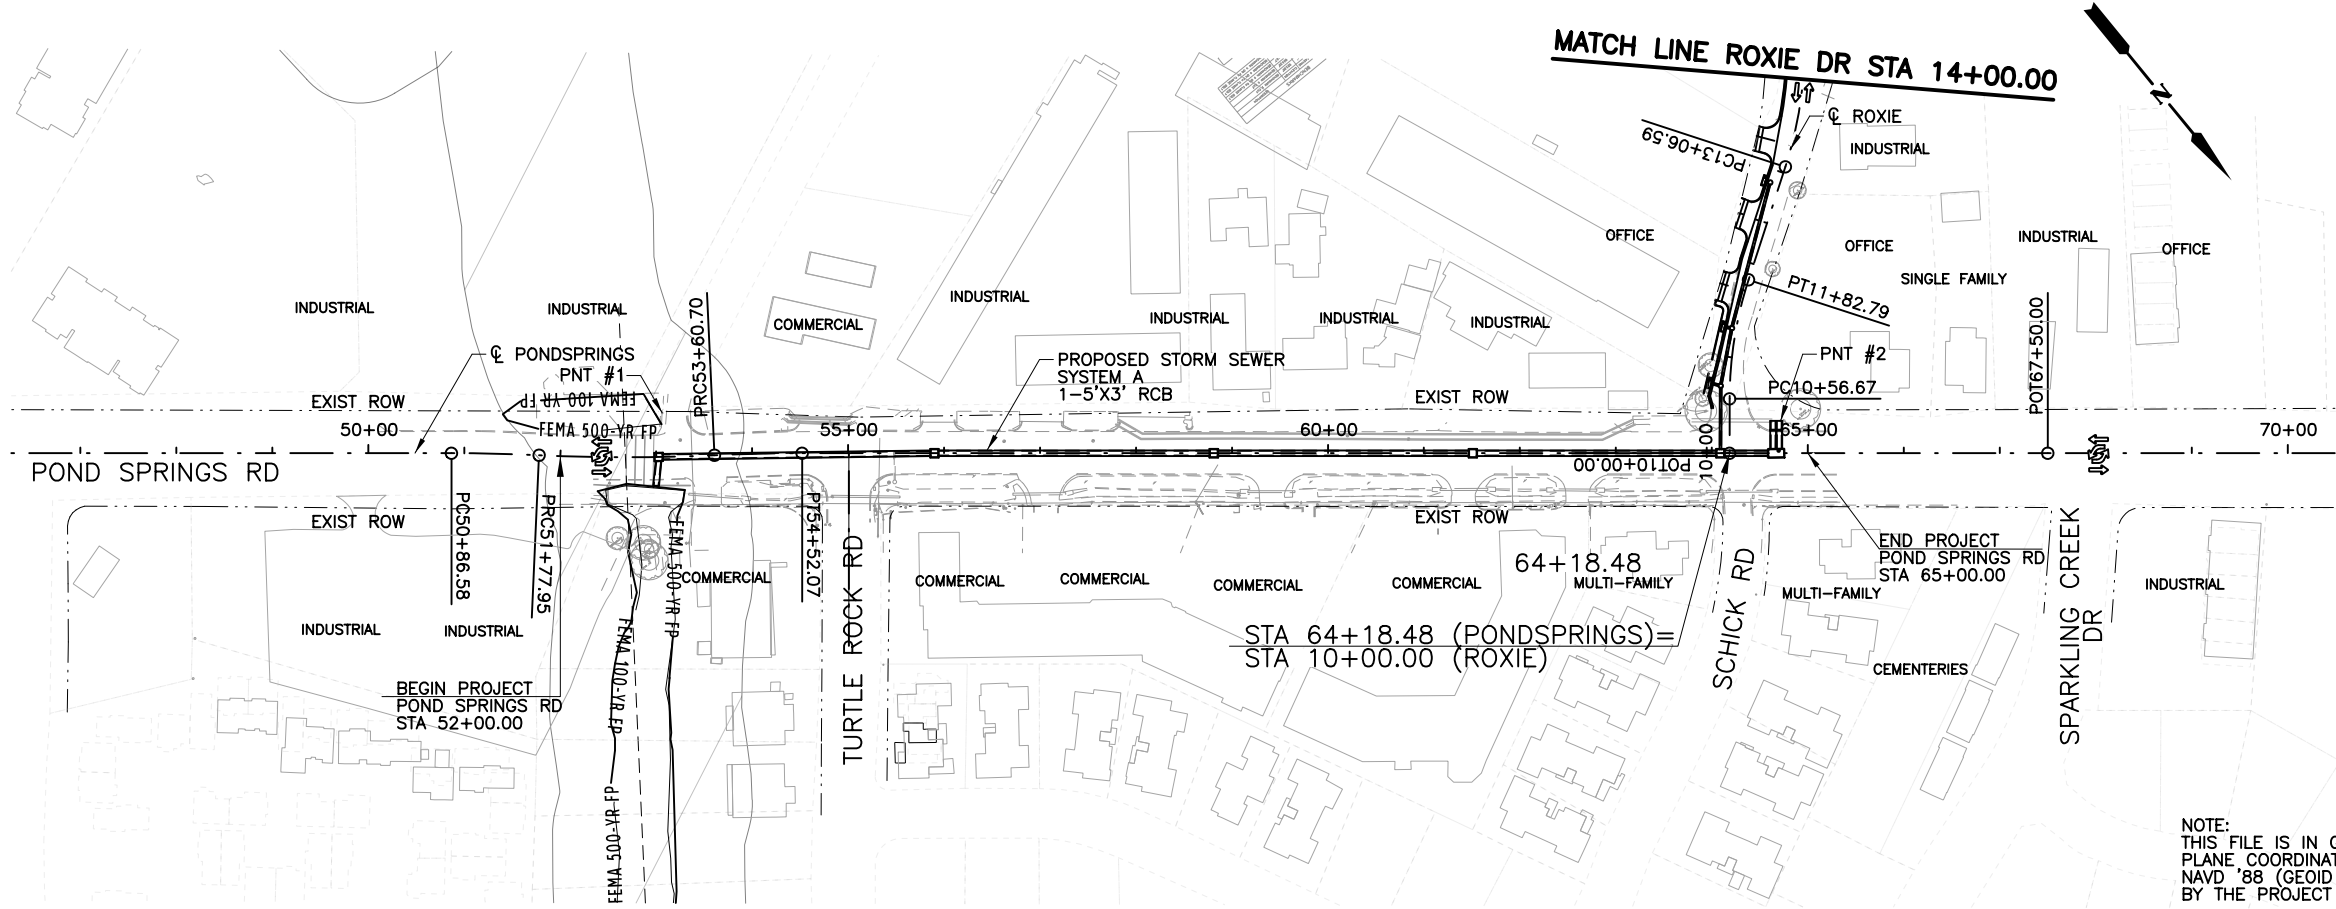 MATCH LINE ROXIE DR STA 14+00.00
N
℄ ROXIE
PC13+06.59
INDUSTRIAL
OFFICE
OFFICE
INDUSTRIAL
OFFICE
SINGLE FAMILY
PT11+82.79
POT67+50.00
INDUSTRIAL
INDUSTRIAL
COMMERCIAL
INDUSTRIAL
INDUSTRIAL
INDUSTRIAL
INDUSTRIAL
℄ PONDSPRINGS
PNT #1
PRC53+60.70
PROPOSED STORM SEWER
SYSTEM A
1-5'X3' RCB
PNT #2
PC10+56.67
EXIST ROW
FEMA 100-YR FP
FEMA 500-YR FP
EXIST ROW
50+00
55+00
60+00
65+00
70+00
POND SPRINGS RD
POT10+00.00
10+00
EXIST ROW
EXIST ROW
PC50+86.58
PRC51+77.95
PT54+52.07
FEMA 500-YR FP
FEMA 100-YR FP
FEMA 500-YR FP
TURTLE ROCK RD
COMMERCIAL
COMMERCIAL
COMMERCIAL
COMMERCIAL
COMMERCIAL
64+18.48
MULTI-FAMILY
MULTI-FAMILY
SCHICK RD
END PROJECT
POND SPRINGS RD
STA 65+00.00
SPARKLING CREEK
DR
INDUSTRIAL
INDUSTRIAL
INDUSTRIAL
STA 64+18.48 (PONDSPRINGS)=
STA 10+00.00 (ROXIE)
CEMENTERIES
BEGIN PROJECT
POND SPRINGS RD
STA 52+00.00
NOTE:
THIS FILE IS IN
PLANE COORDINAT
NAVD '88 (GEOID
BY THE PROJECT